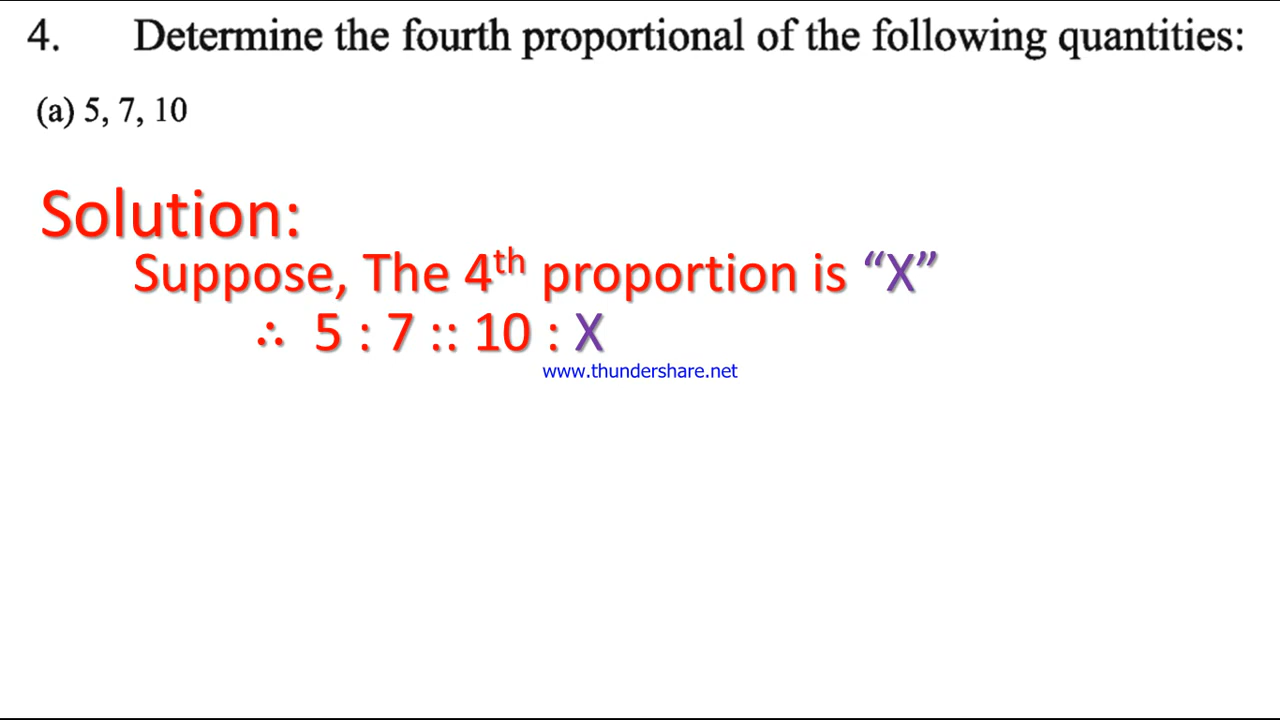 4. Determine the fourth proportional of the following quantities:
(a) 5, 7, 10
Solution:
Suppose, The 4th proportion is “X”
∴ 5 : 7 :: 10 : X
www.thundershare.net